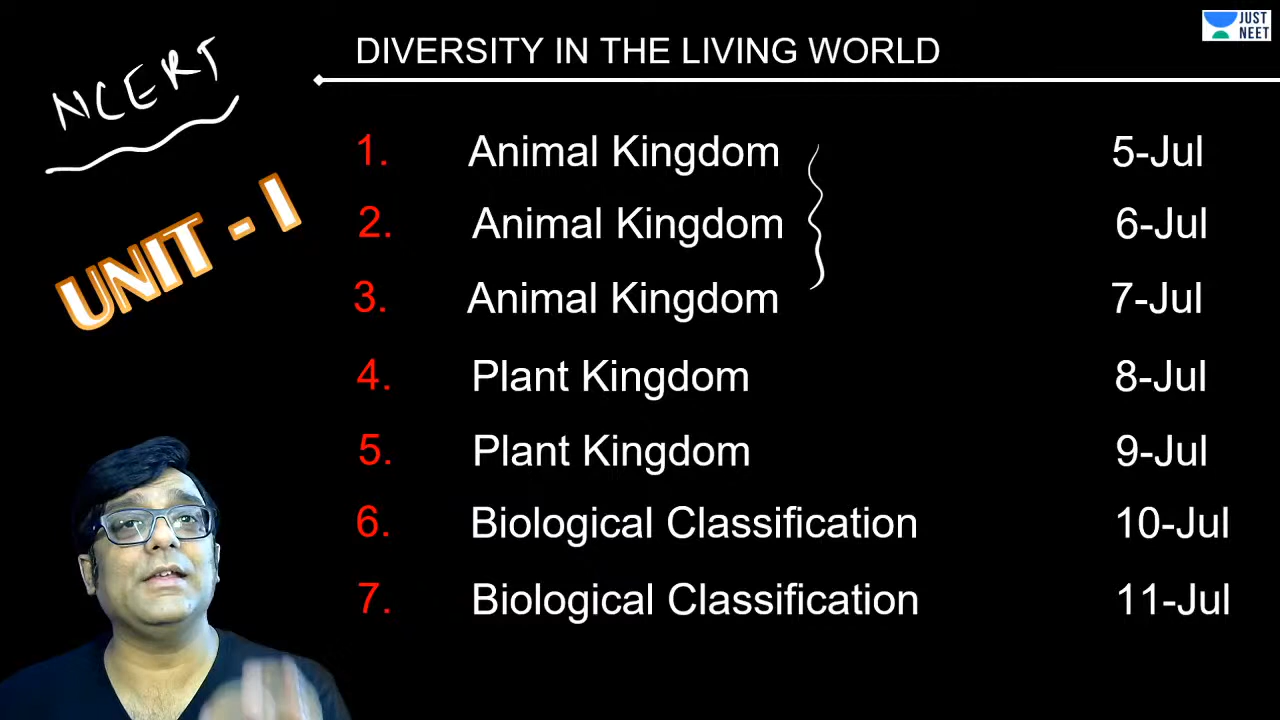 JUST
NEET
NCERT
DIVERSITY IN THE LIVING WORLD
UNIT - I
1. Animal Kingdom 5-Jul
2. Animal Kingdom 6-Jul
3. Animal Kingdom 7-Jul
4. Plant Kingdom 8-Jul
5. Plant Kingdom 9-Jul
6. Biological Classification 10-Jul
7. Biological Classification 11-Jul